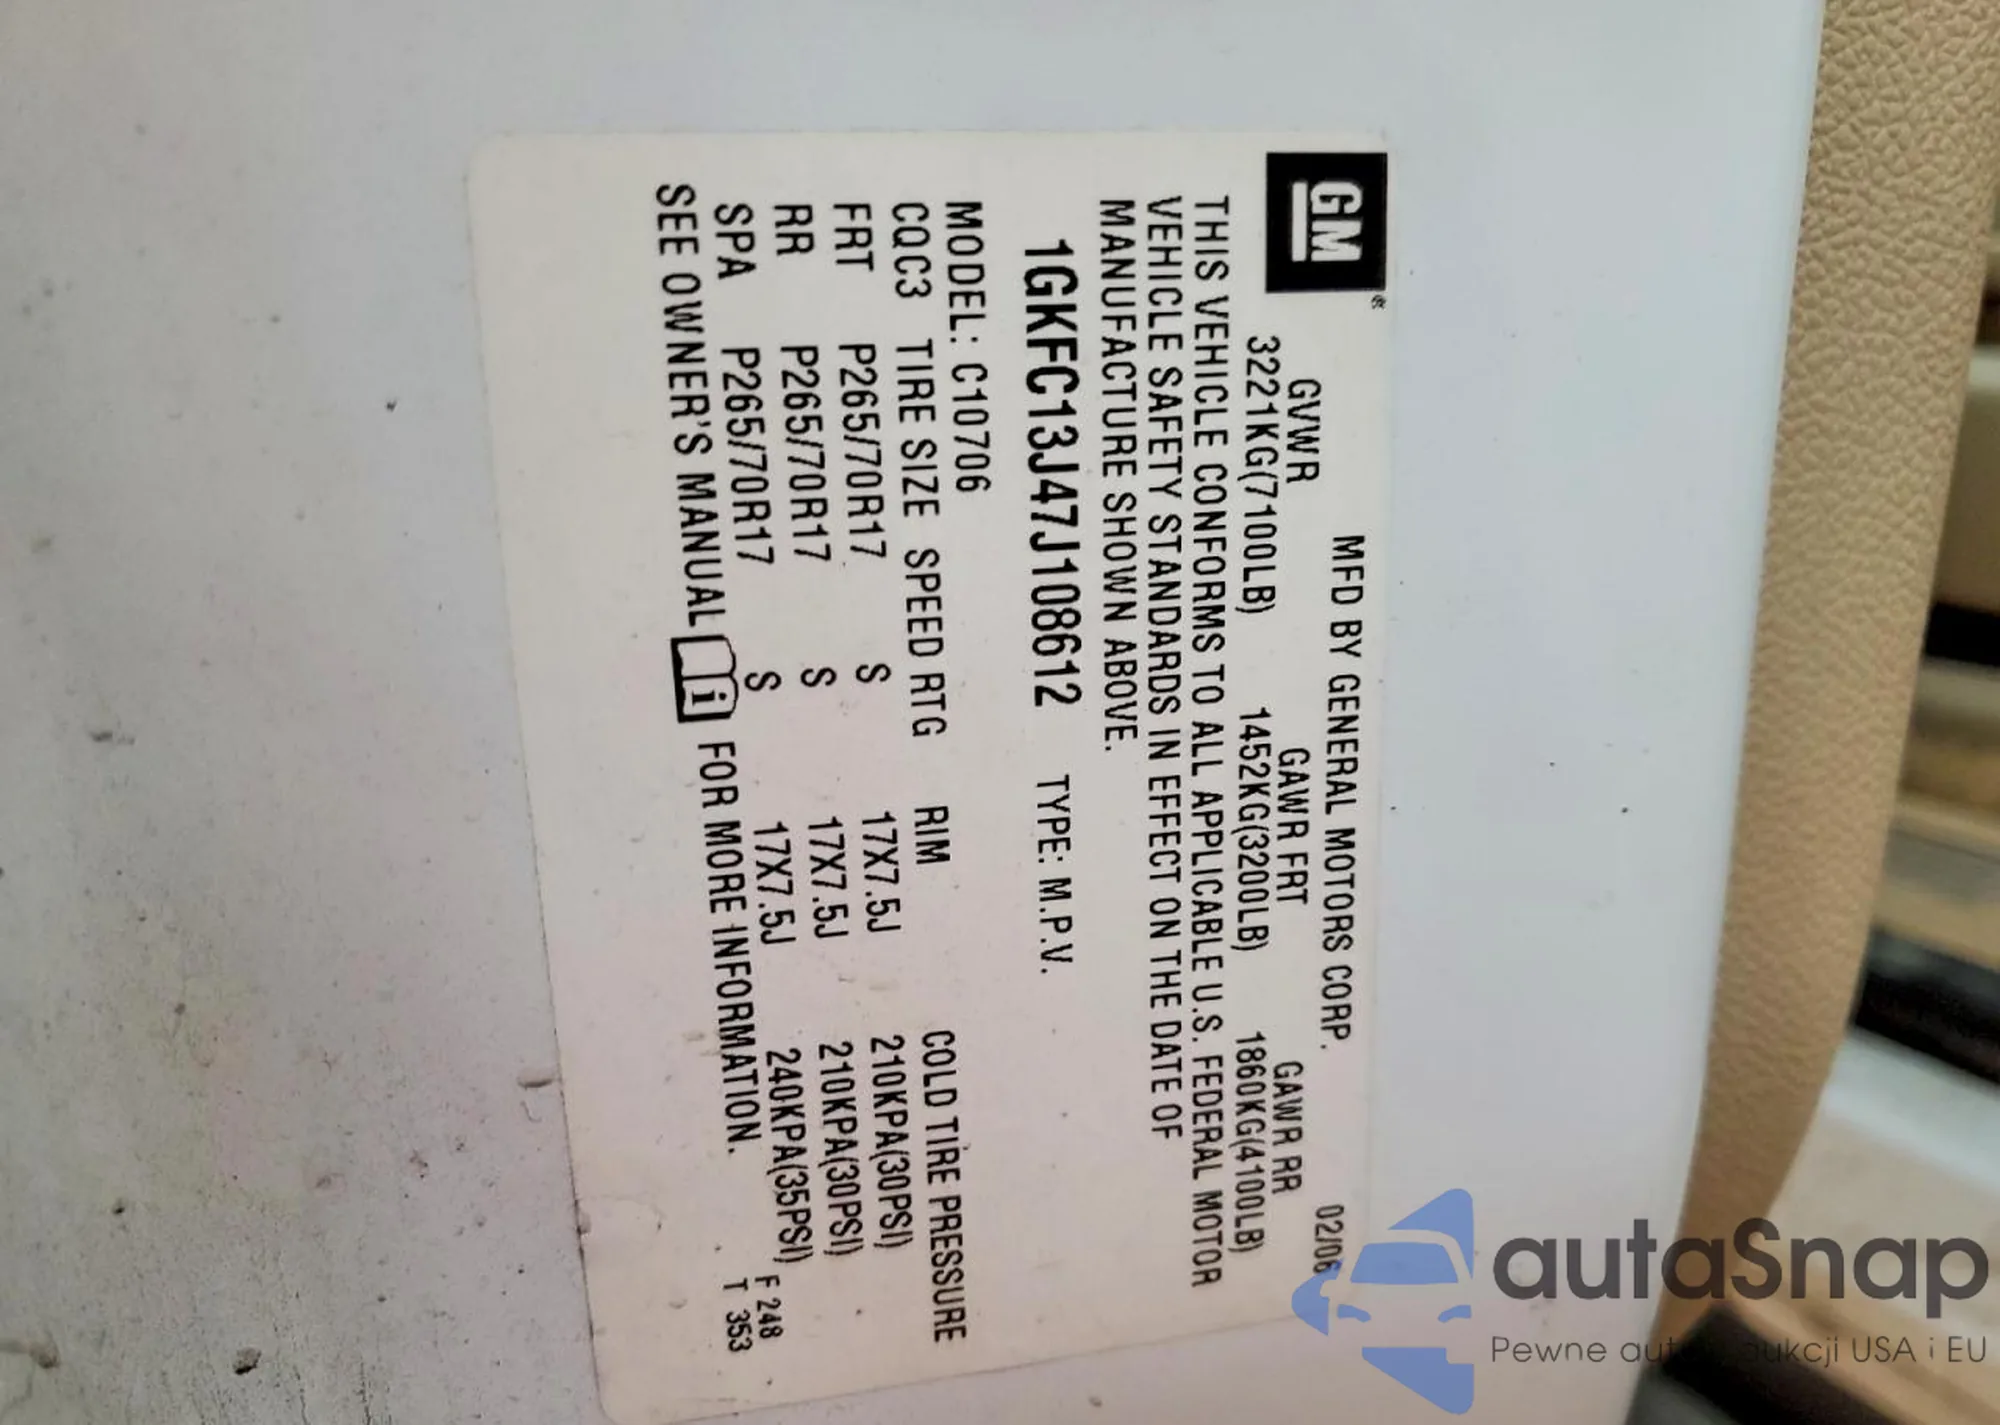 GM®
MFD BY GENERAL MOTORS CORP. 02/06
GVWR GAWR FRT GAWR RR
3221KG(7100LB) 1452KG(3200LB) 1860KG(4100LB)
THIS VEHICLE CONFORMS TO ALL APPLICABLE U.S. FEDERAL MOTOR
VEHICLE SAFETY STANDARDS IN EFFECT ON THE DATE OF
MANUFACTURE SHOWN ABOVE.
1GKFC13J47J108612 TYPE: M.P.V.
MODEL: C10706
CQC3 TIRE SIZE SPEED RTG RIM COLD TIRE PRESSURE
FRT P265/70R17 S 17X7.5J 210KPA(30PSI)
RR P265/70R17 S 17X7.5J 210KPA(30PSI)
SPA P265/70R17 S 17X7.5J 240KPA(35PSI)
SEE OWNER'S MANUAL i FOR MORE INFORMATION.
F 248
T 353
autaSnap
Pewne USA i EU